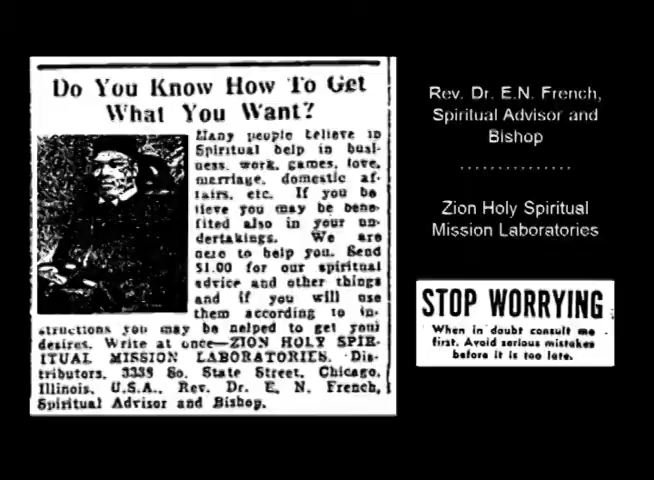 Do You Know How To Get
What You Want?
Many people believe in
Spiritual help in busi-
ness, work, games, love,
marriage, domestic af-
fairs, etc. If you be
lieve you may be bene-
fited also in your un-
dertakings. We are
here to help you. Send
$1.00 for our spiritual
advice and other things
and if you will use
them according to in-
structions you may be helped to get your
desires. Write at once—ZION HOLY SPIR-
ITUAL MISSION LABORATORIES. Dis-
tributors, 3338 So. State Street, Chicago,
Illinois, U.S.A., Rev. Dr. E. N. French,
Spiritual Advisor and Bishop.
Rev. Dr. E.N. French,
Spiritual Advisor and
Bishop
Zion Holy Spiritual
Mission Laboratories
STOP WORRYING
When in doubt consult me
first. Avoid serious mistakes
before it is too late.